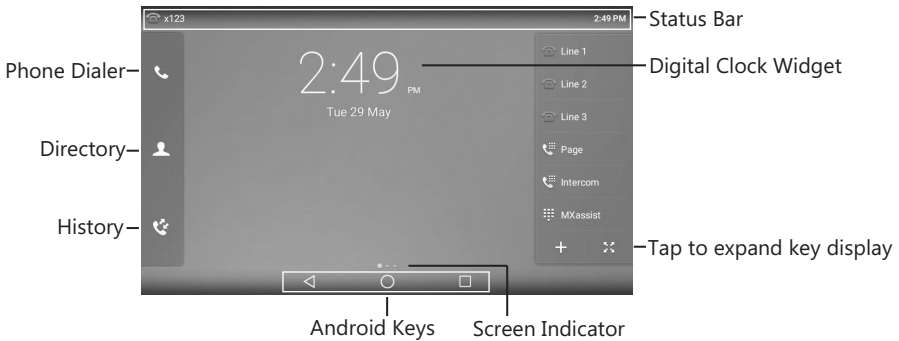 x123
2:49 PM
Status Bar
Line 1
Phone Dialer
2:49 PM
Digital Clock Widget
Line 2
Tue 29 May
Line 3
Directory
Page
Intercom
History
MXassist
+
Tap to expand key display
Android Keys
Screen Indicator